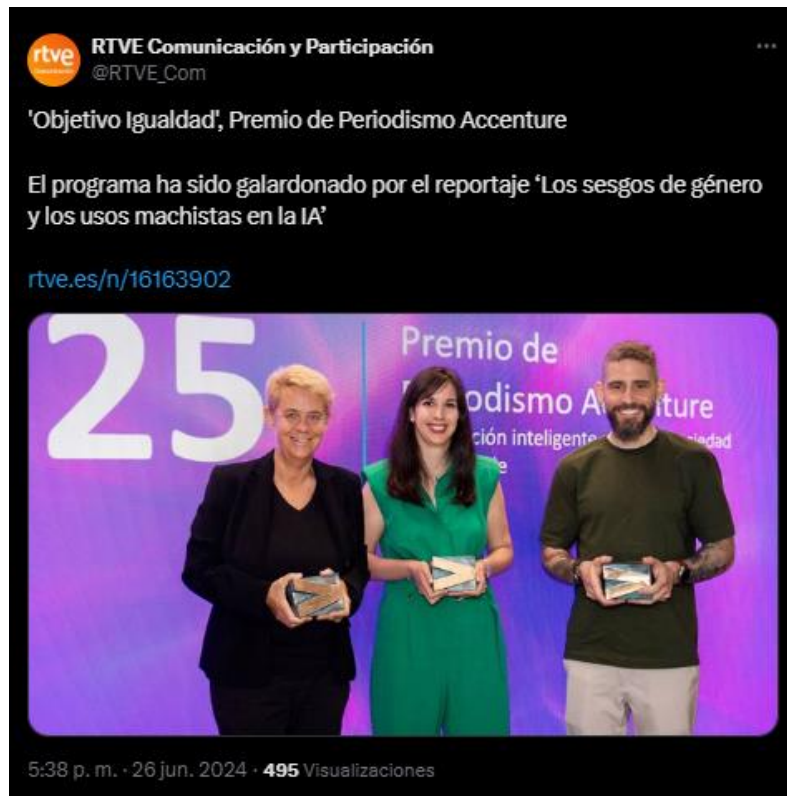 rtve
RTVE Comunicación y Participación
@RTVE_Com
'Objetivo Igualdad', Premio de Periodismo Accenture
El programa ha sido galardonado por el reportaje ‘Los sesgos de género
y los usos machistas en la IA’
rtve.es/n/16163902
25
Premio de
ción inteligente
5:38 p. m. · 26 jun. 2024 · 495 Visualizaciones